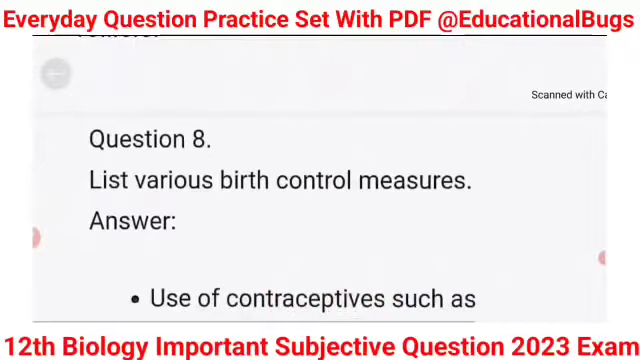 Everyday Question Practice Set With PDF @EducationalBugs
Scanned with
Question 8.
List various birth control measures.
Answer:
• Use of contraceptives such as
12th Biology Important Subjective Question 2023 Exam